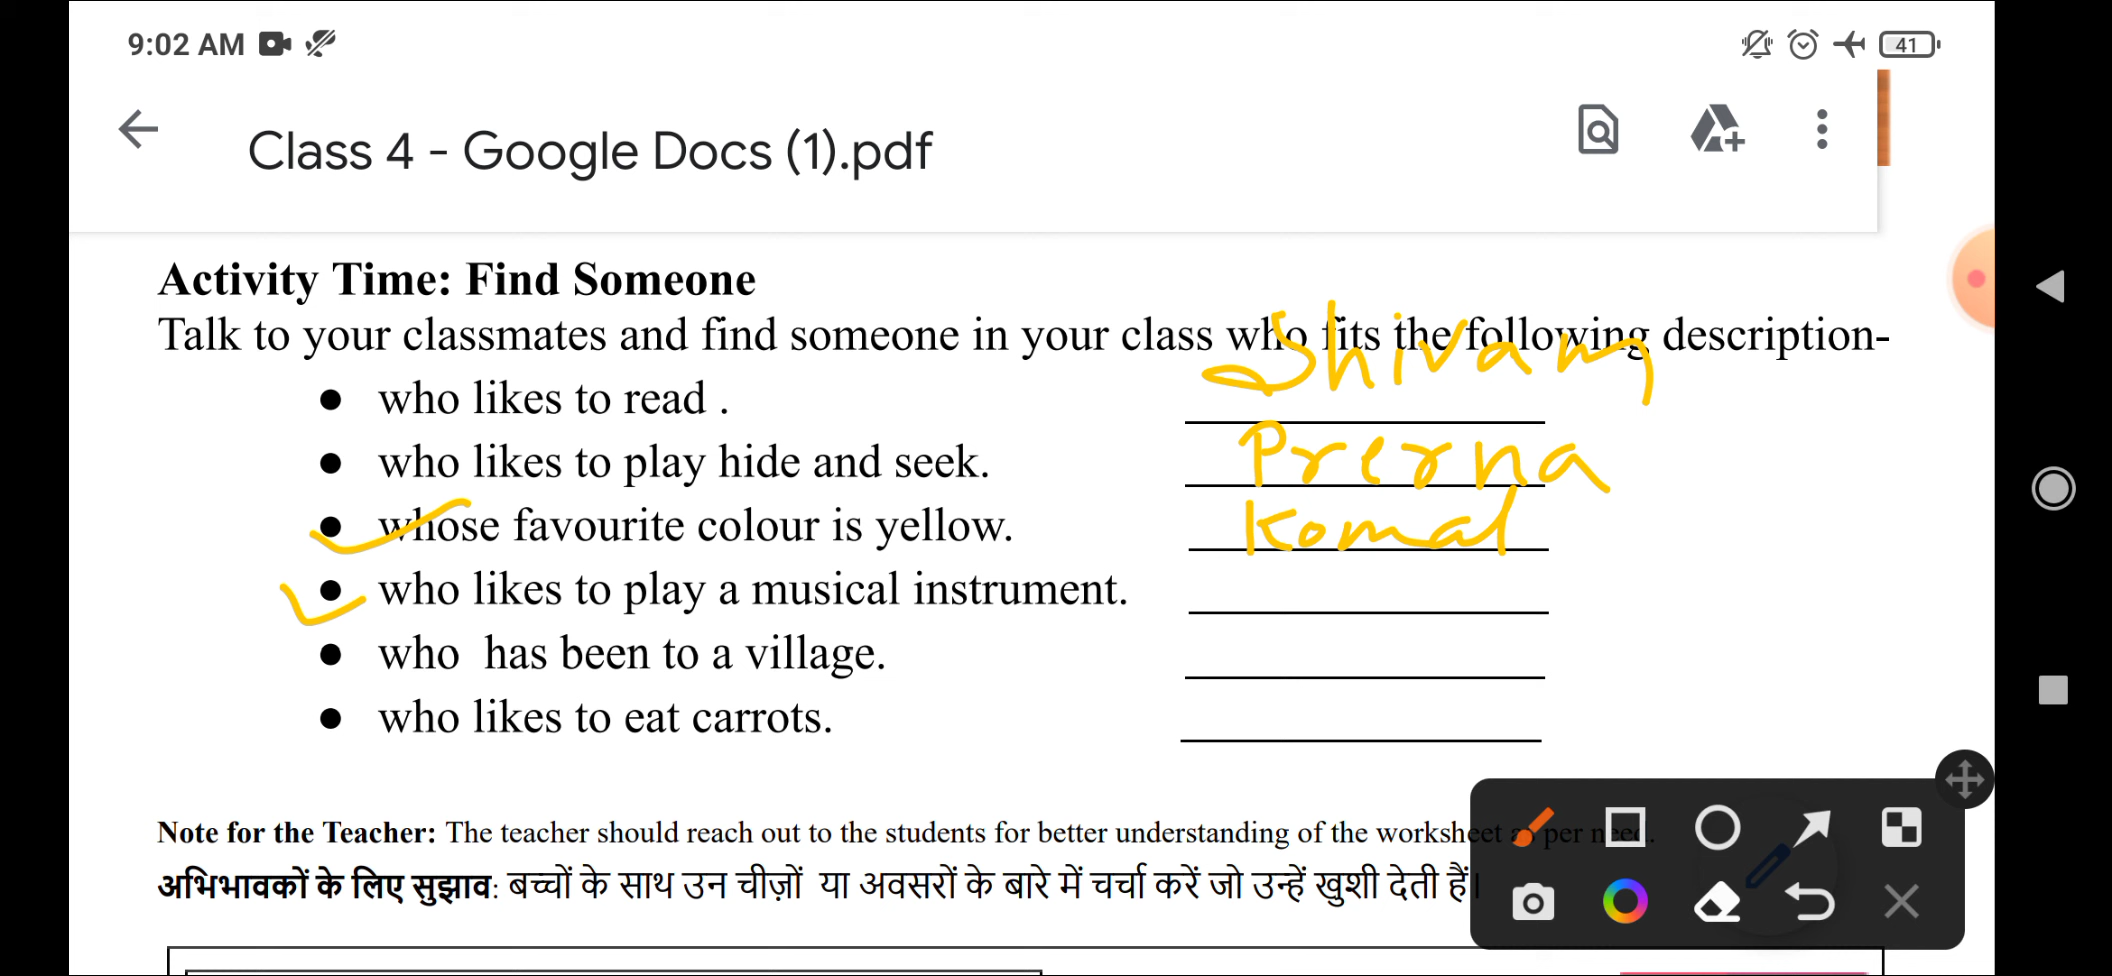 9:02 AM
41
Class 4 - Google Docs (1).pdf
Activity Time: Find Someone
Talk to your classmates and find someone in your class who fits the following description-
● who likes to read . Shivam
● who likes to play hide and seek. Prerna
● whose favourite colour is yellow. Komal
● who likes to play a musical instrument.
● who has been to a village.
● who likes to eat carrots.
Note for the Teacher: The teacher should reach out to the students for better understanding of the worksheet as per need.
अभिभावकों के लिए सुझाव: बच्चों के साथ उन चीज़ों या अवसरों के बारे में चर्चा करें जो उन्हें खुशी देती हैं।